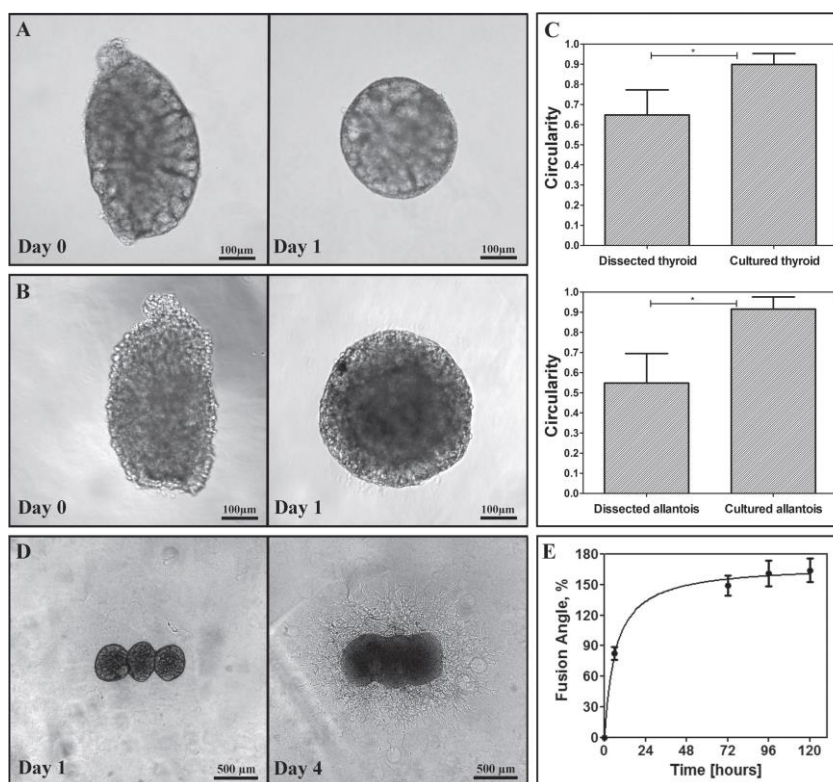 A
Day 0
100µm
Day 1
100µm
B
Day 0
100µm
Day 1
100µm
C
Circularity
1.0
0.9
0.8
0.7
0.6
0.5
0.4
0.3
0.2
0.1
0.0
*
Dissected thyroid
Cultured thyroid
Circularity
1.0
0.9
0.8
0.7
0.6
0.5
0.4
0.3
0.2
0.1
0.0
*
Dissected allantois
Cultured allantois
D
Day 1
500 µm
Day 4
500 µm
E
Fusion Angle, %
180
150
120
90
60
30
0
0 24 48 72 96 120
Time [hours]